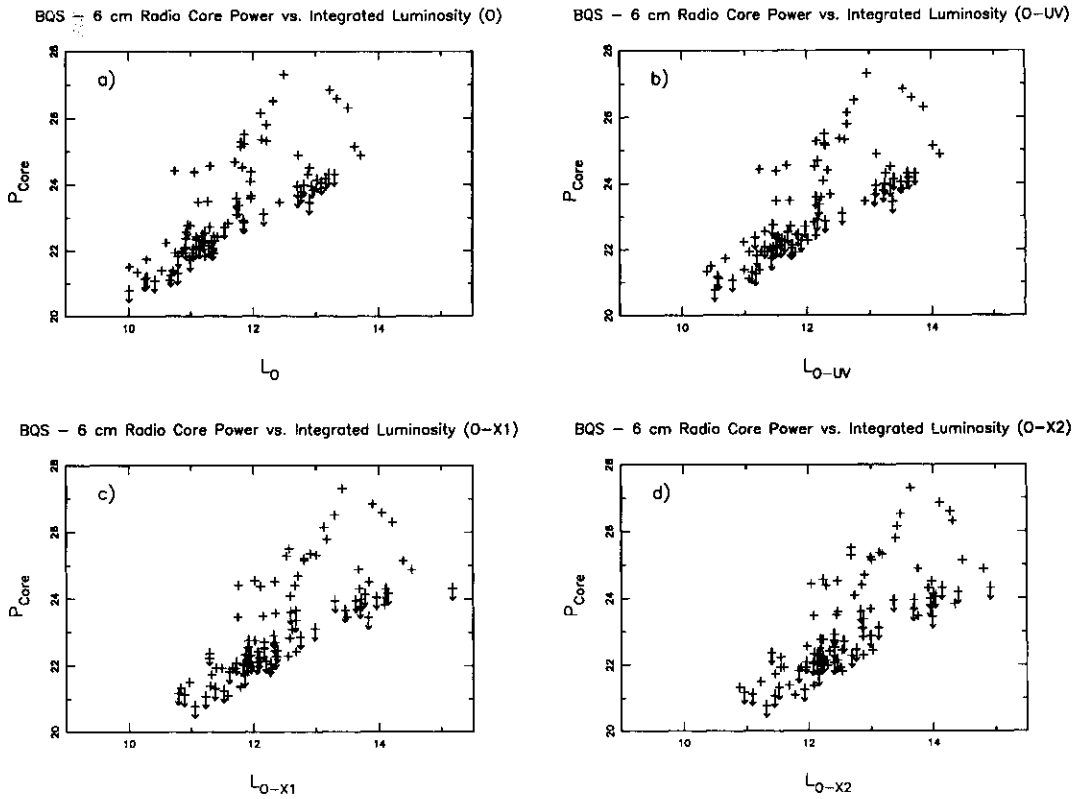 BQS – 6 cm Radio Core Power vs. Integrated Luminosity (O)
a)
28
26
24
22
20
P_Core
10 12 14
L_O
BQS – 6 cm Radio Core Power vs. Integrated Luminosity (O-UV)
b)
28
26
24
22
20
P_Core
10 12 14
L_O-UV
BQS – 6 cm Radio Core Power vs. Integrated Luminosity (O-X1)
c)
28
26
24
22
20
P_Core
10 12 14
L_O-X1
BQS – 6 cm Radio Core Power vs. Integrated Luminosity (O-X2)
d)
28
26
24
22
20
P_Core
10 12 14
L_O-X2